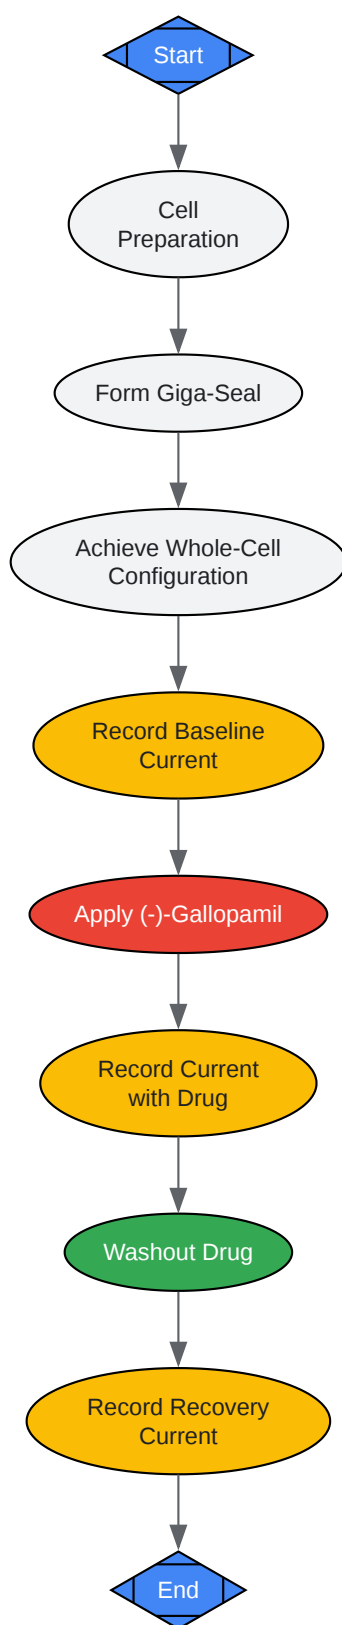 Start
Cell
Preparation
Form Giga-Seal
Achieve Whole-Cell
Configuration
Record Baseline
Current
Apply (-)-Gallopamil
Record Current
with Drug
Washout Drug
Record Recovery
Current
End